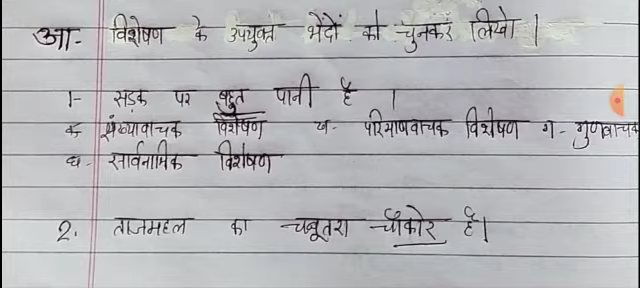 आ- विशेषण के उपयुक्त भेदों को चुनकर लिखो |
1- सड़क पर बहुत पानी है |
क संख्यावाचक विशेषण ख- परिमाणवाचक विशेषण ग- गुणवाचक
घ- सार्वनामिक विशेषण
2. ताजमहल का चबूतरा चौकोर है|